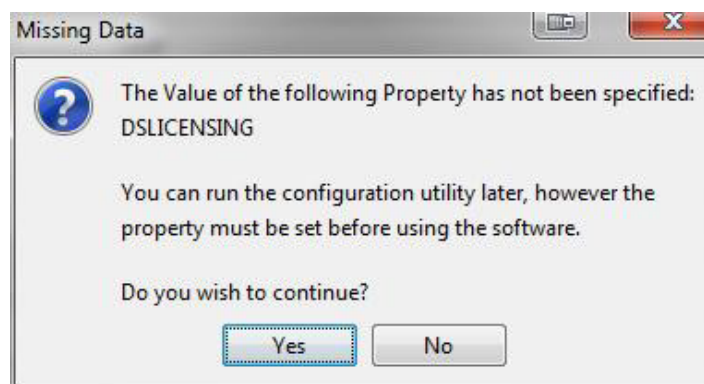 Missing Data
The Value of the following Property has not been specified:
DSLICENSING
You can run the configuration utility later, however the
property must be set before using the software.
Do you wish to continue?
Yes
No